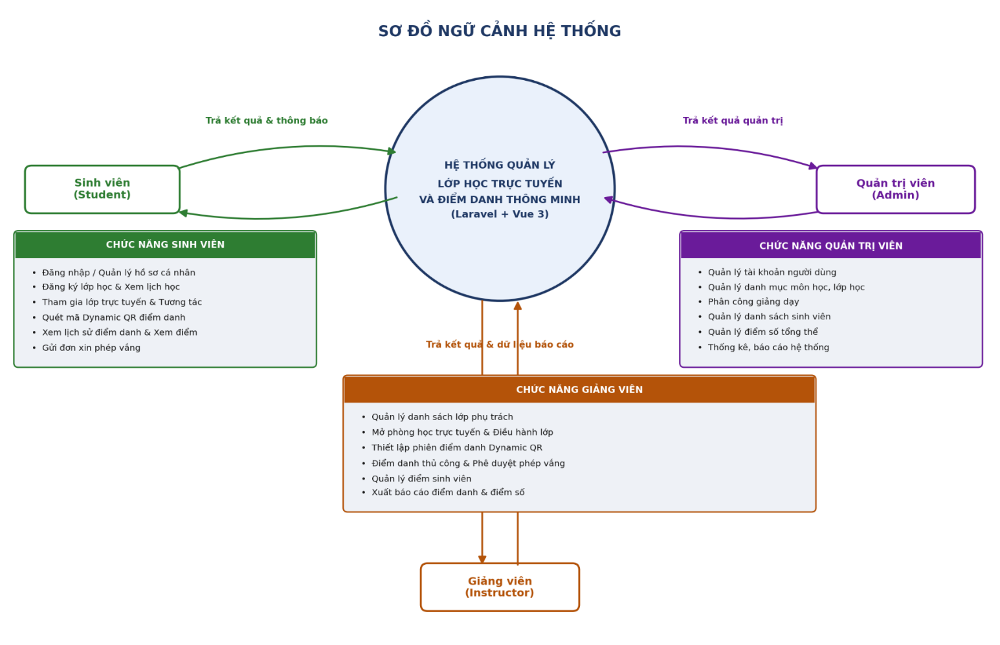 SƠ ĐỒ NGỮ CẢNH HỆ THỐNG
Trả kết quả & thông báo
Trả kết quả quản trị
HỆ THỐNG QUẢN LÝ
LỚP HỌC TRỰC TUYẾN
VÀ ĐIỂM DANH THÔNG MINH
(Laravel + Vue 3)
Sinh viên
(Student)
Quản trị viên
(Admin)
CHỨC NĂNG SINH VIÊN
• Đăng nhập / Quản lý hồ sơ cá nhân
• Đăng ký lớp học & Xem lịch học
• Tham gia lớp trực tuyến & Tương tác
• Quét mã Dynamic QR điểm danh
• Xem lịch sử điểm danh & Xem điểm
• Gửi đơn xin phép vắng
CHỨC NĂNG QUẢN TRỊ VIÊN
• Quản lý tài khoản người dùng
• Quản lý danh mục môn học, lớp học
• Phân công giảng dạy
• Quản lý danh sách sinh viên
• Quản lý điểm số tổng thể
• Thống kê, báo cáo hệ thống
Trả kết quả & dữ liệu báo cáo
CHỨC NĂNG GIẢNG VIÊN
• Quản lý danh sách lớp phụ trách
• Mở phòng học trực tuyến & Điều hành lớp
• Thiết lập phiên điểm danh Dynamic QR
• Điểm danh thủ công & Phê duyệt phép vắng
• Quản lý điểm sinh viên
• Xuất báo cáo điểm danh & điểm số
Giảng viên
(Instructor)